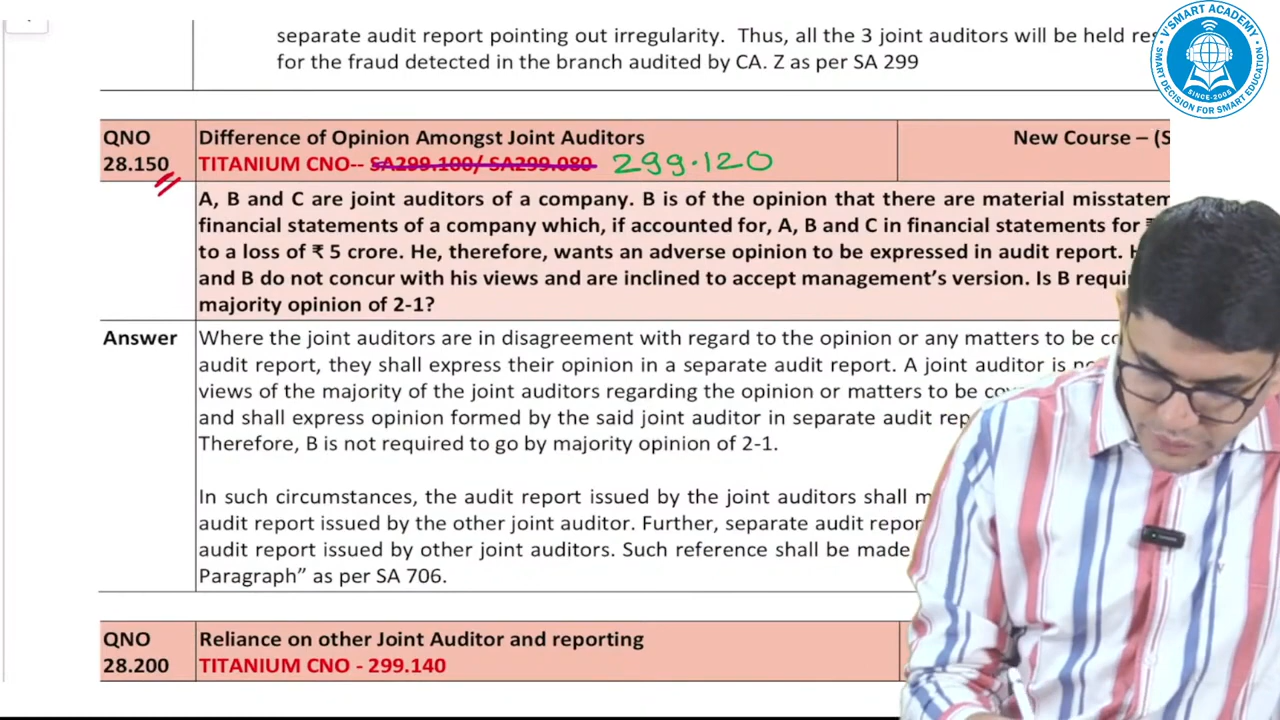 separate audit report pointing out irregularity. Thus, all the 3 joint auditors will be held
for the fraud detected in the branch audited by CA. Z as per SA 299
V'SMART ACADEMY
SINCE-2005
SMART DECISION FOR SMART EDUCATION
QNO
28.150
Difference of Opinion Amongst Joint Auditors
TITANIUM CNO-- SA299.100/ SA299.080 299.120
New Course – (S
A, B and C are joint auditors of a company. B is of the opinion that there are material
financial statements of a company which, if accounted for, A, B and C in financial statements for ₹
to a loss of ₹ 5 crore. He, therefore, wants an adverse opinion to be expressed in audit report.
and B do not concur with his views and are inclined to accept management's version. Is B
majority opinion of 2-1?
Answer
Where the joint auditors are in disagreement with regard to the opinion or any matters to be
audit report, they shall express their opinion in a separate audit report. A joint auditor is
views of the majority of the joint auditors regarding the opinion or matters to be
and shall express opinion formed by the said joint auditor in separate audit
Therefore, B is not required to go by majority opinion of 2-1.
In such circumstances, the audit report issued by the joint auditors shall
audit report issued by the other joint auditor. Further, separate audit
audit report issued by other joint auditors. Such reference shall be made
Paragraph” as per SA 706.
QNO
28.200
Reliance on other Joint Auditor and reporting
TITANIUM CNO - 299.140